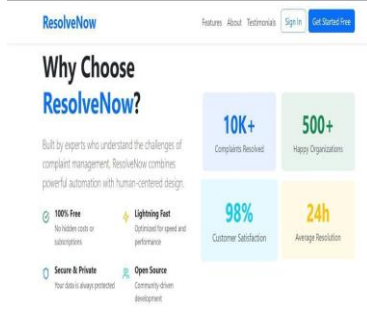 ResolveNow
Features About Testimonials Sign In Get Started Free
Why Choose
ResolveNow?
Built by experts who understand the challenges of
complaint management, ResolveNow combines
powerful automation with human-centered design.
100% Free
No hidden costs or
subscriptions
Lightning Fast
Optimized for speed and
performance
Secure & Private
Your data is always protected
Open Source
Community-driven
development
10K+
Complaints Resolved
500+
Happy Organizations
98%
Customer Satisfaction
24h
Average Resolution